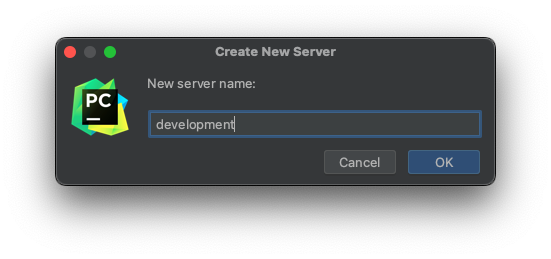 Create New Server
PC
New server name:
development
Cancel
OK